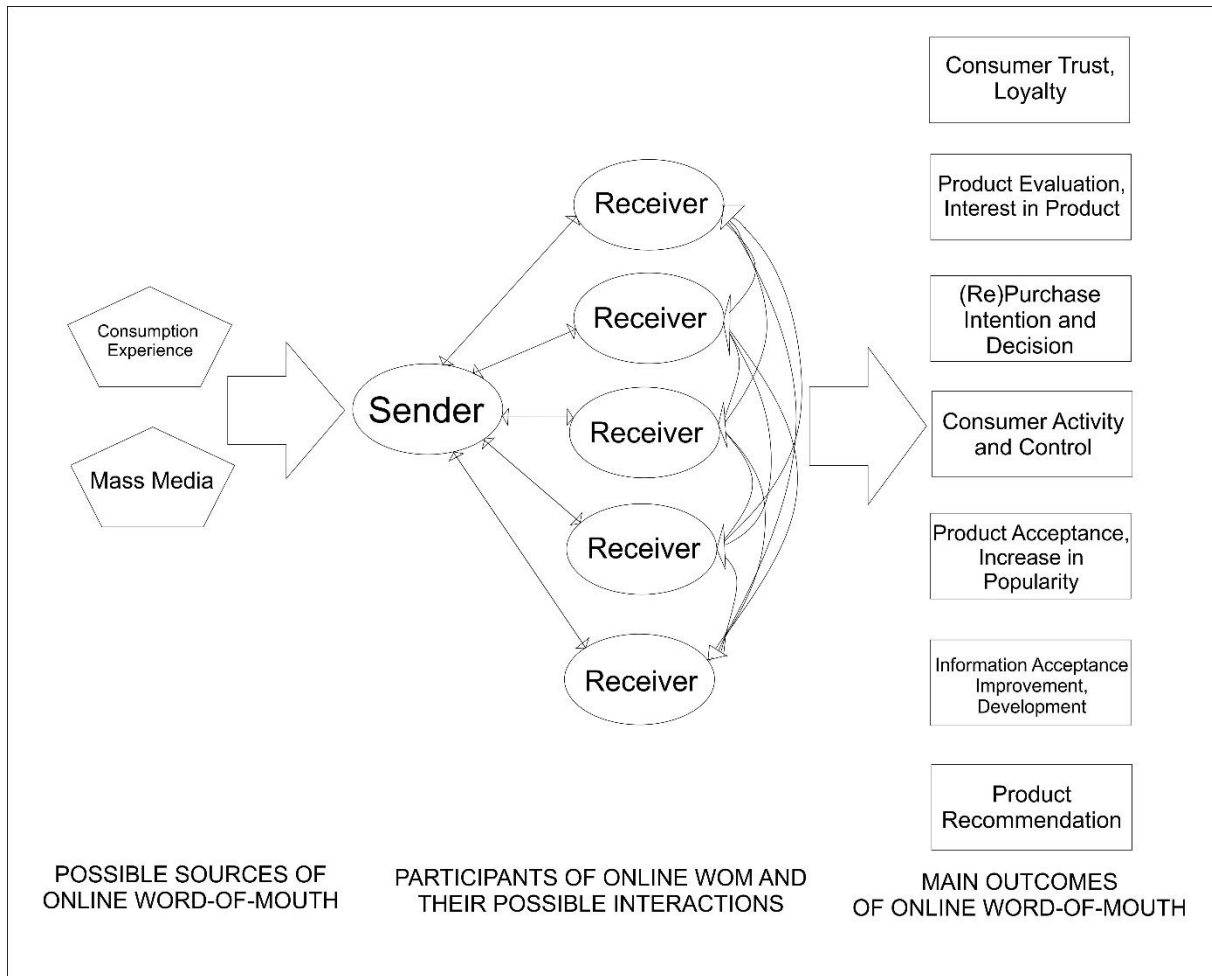 Consumption
Experience
Mass Media
POSSIBLE SOURCES OF
ONLINE WORD-OF-MOUTH
Sender
Receiver
Receiver
Receiver
Receiver
Receiver
PARTICIPANTS OF ONLINE WOM AND
THEIR POSSIBLE INTERACTIONS
Consumer Trust,
Loyalty
Product Evaluation,
Interest in Product
(Re)Purchase
Intention and
Decision
Consumer Activity
and Control
Product Acceptance,
Increase in
Popularity
Information Acceptance
Improvement,
Development
Product
Recommendation
MAIN OUTCOMES
OF ONLINE WORD-OF-MOUTH